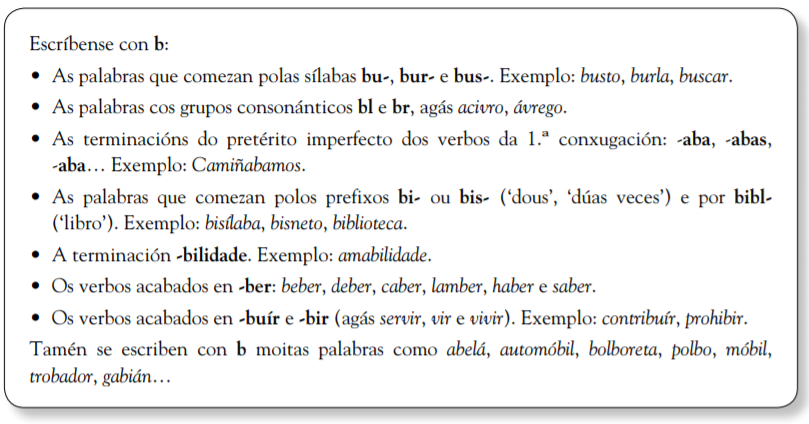 Escríbense con b:
• As palabras que comezan polas sílabas bu-, bur- e bus-. Exemplo: busto, burla, buscar.
• As palabras cos grupos consonánticos bl e br, agás acivro, ávrego.
• As terminacións do pretérito imperfecto dos verbos da 1.ª conxugación: -aba, -abas,
-aba… Exemplo: Camiñabamos.
• As palabras que comezan polos prefixos bi- ou bis- (‘dous’, ‘dúas veces’) e por bibl-
(‘libro’). Exemplo: bisílaba, bisneto, biblioteca.
• A terminación -bilidade. Exemplo: amabilidade.
• Os verbos acabados en -ber: beber, deber, caber, lamber, haber e saber.
• Os verbos acabados en -buír e -bir (agás servir, vir e vivir). Exemplo: contribuír, prohibir.
Tamén se escriben con b moitas palabras como abelá, automóbil, bolboreta, polbo, móbil,
trobador, gabián…